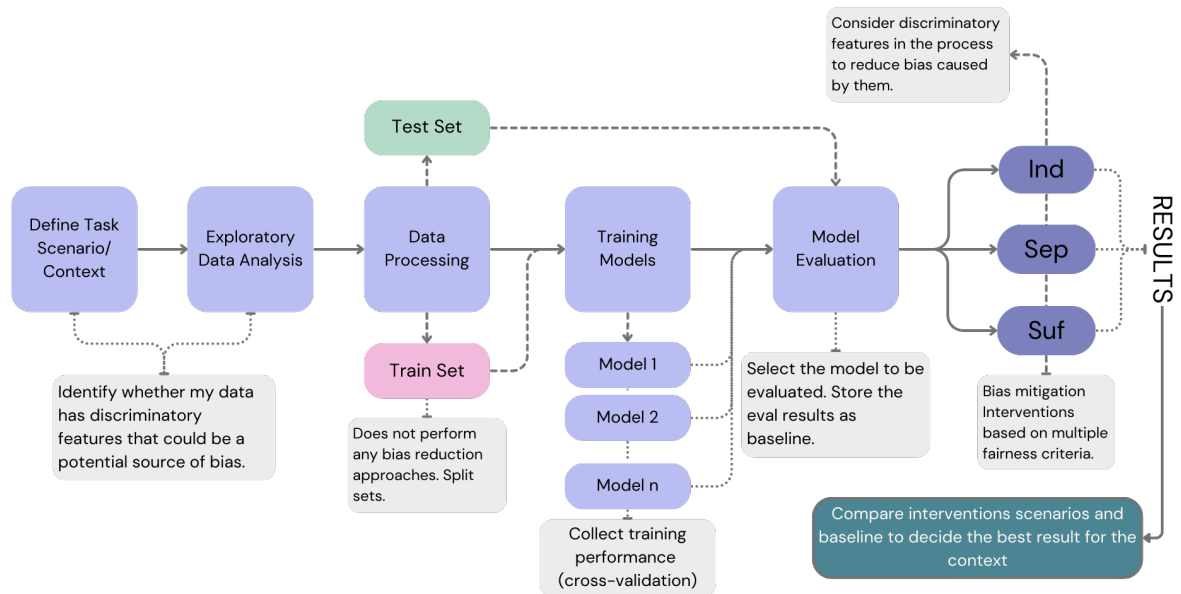 Consider discriminatory
features in the process
to reduce bias caused
by them.
Test Set
Define Task
Scenario/
Context
Exploratory
Data Analysis
Data
Processing
Training
Models
Model
Evaluation
Ind
Sep
Suf
RESULTS
Train Set
Model 1
Model 2
Model n
Identify whether my data
has discriminatory
features that could be a
potential source of bias.
Does not perform
any bias reduction
approaches. Split
sets.
Collect training
performance
(cross-validation)
Select the model to be
evaluated. Store the
eval results as
baseline.
Bias mitigation
Interventions
based on multiple
fairness criteria.
Compare interventions scenarios and
baseline to decide the best result for the
context